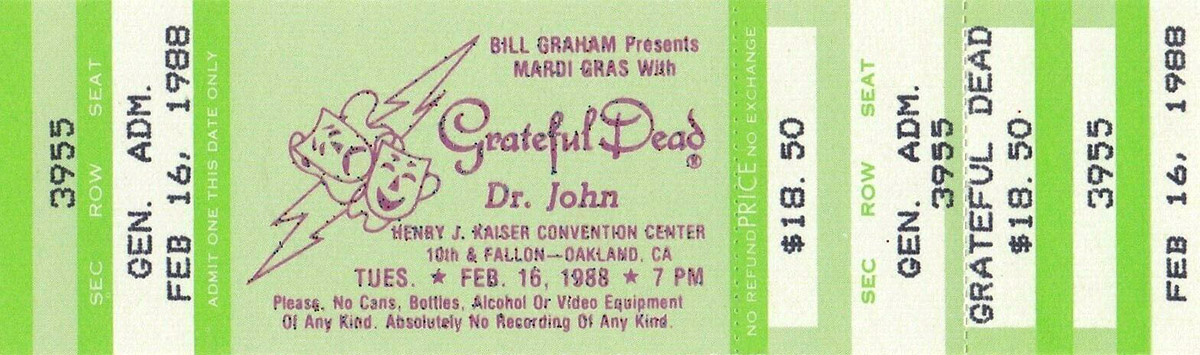 3955
SEC ROW SEAT
GEN. ADM.
FEB 16, 1988
ADMIT ONE THIS DATE ONLY
BILL GRAHAM Presents
MARDI GRAS With
Grateful Dead®
Dr. John
HENRY J. KAISER CONVENTION CENTER
10th & FALLON—OAKLAND, CA
TUES. ★ FEB. 16, 1988 ★ 7 PM
Please, No Cans, Bottles, Alcohol Or Video Equipment
Of Any Kind. Absolutely No Recording Of Any Kind.
NO REFUND PRICE NO EXCHANGE
$18.50
SEC ROW SEAT
GEN. ADM.
3955
GRATEFUL DEAD
$18.50
3955
FEB 16, 1988